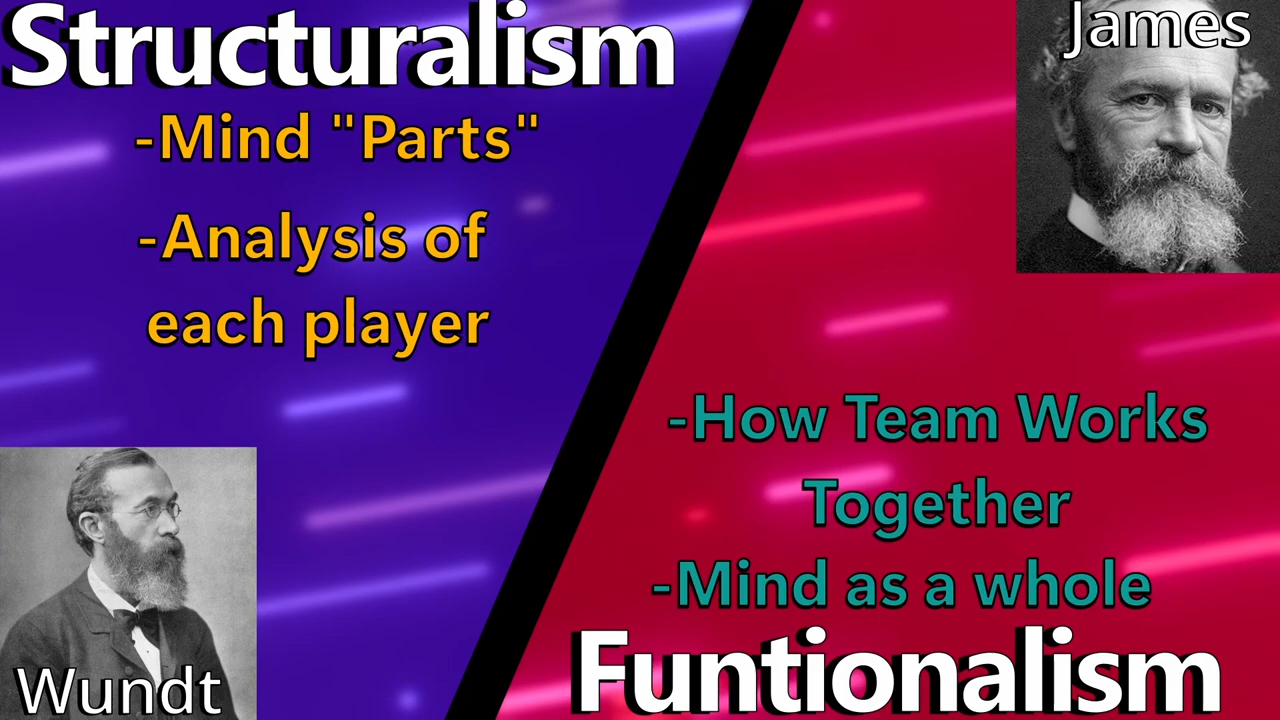 Structuralism
-Mind "Parts"
-Analysis of
each player
Wundt
James
-How Team Works
Together
-Mind as a whole
Funtionalism